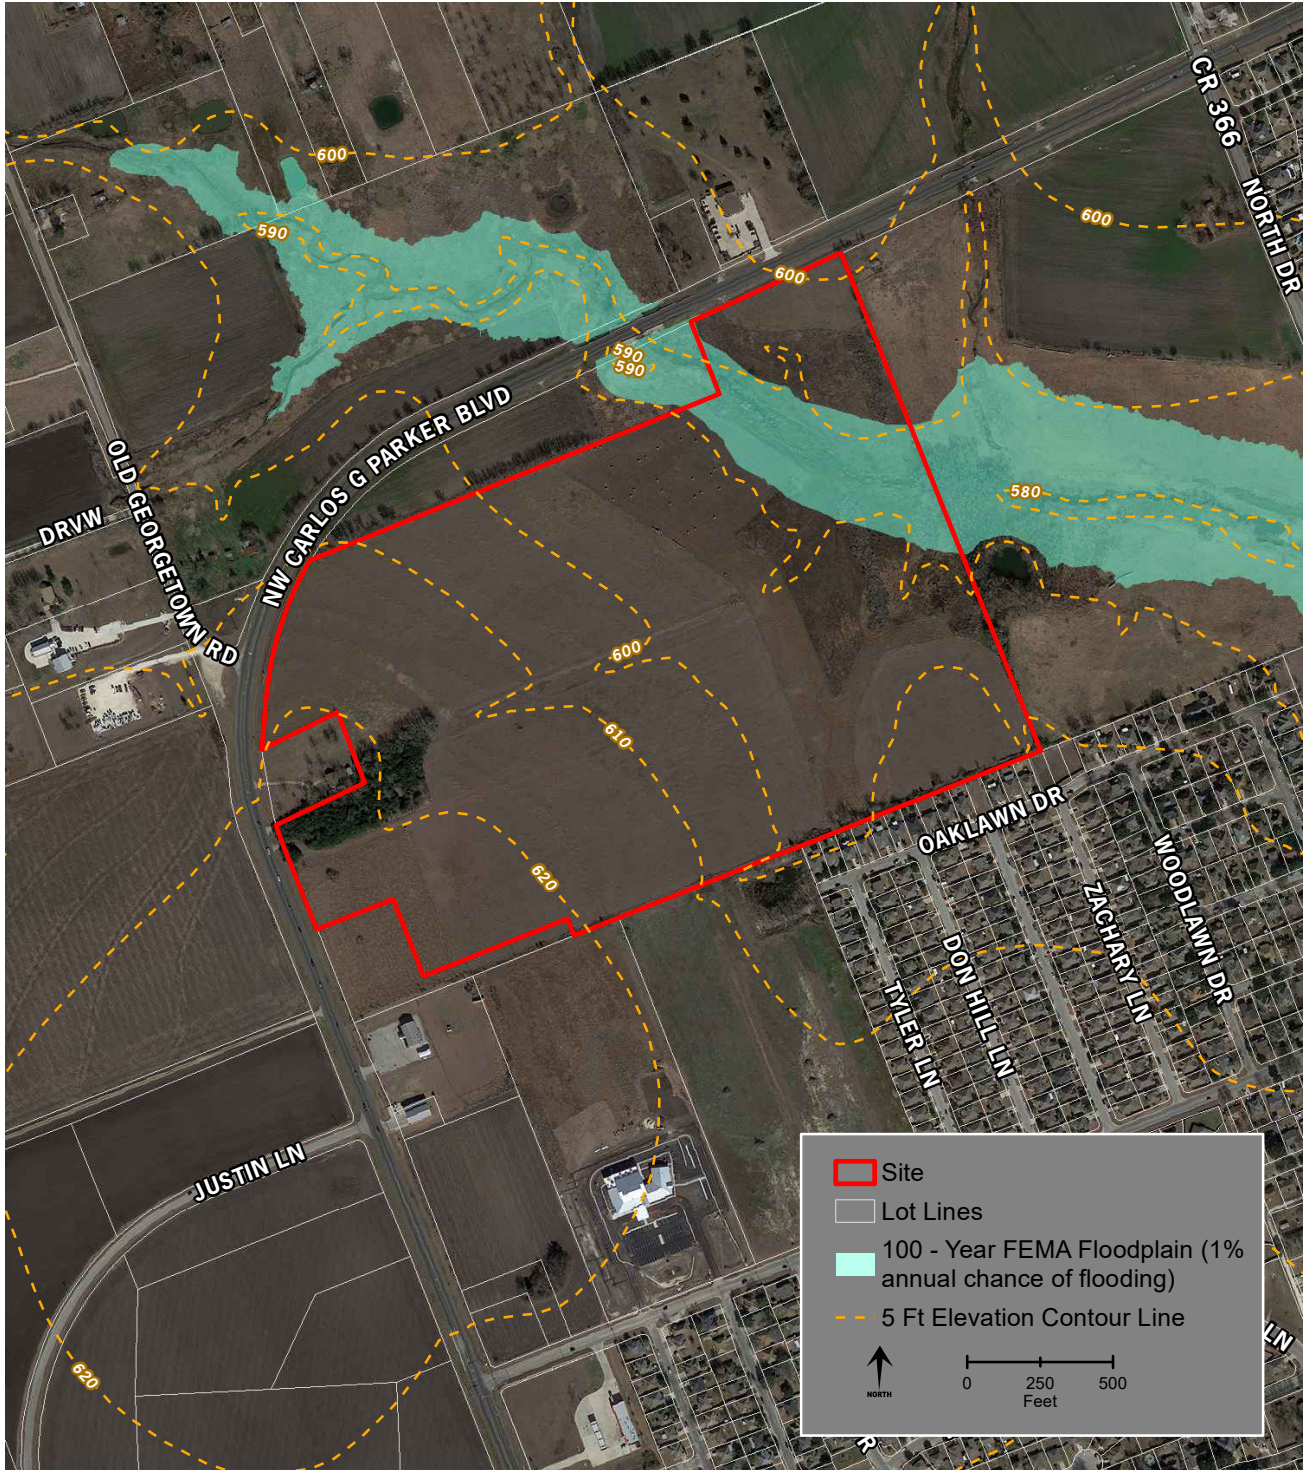 CR 366
NORTH DR
600
600
590
600
590
590
NW CARLOS G PARKER BLVD
OLD GEORGETOWN RD
DRVW
580
600
610
620
OAKLAWN DR
WOODLAWN DR
ZACHARY LN
DON HILL LN
TYLER LN
JUSTIN LN
620
Site
Lot Lines
100 - Year FEMA Floodplain (1%
annual chance of flooding)
5 Ft Elevation Contour Line
NORTH
0 250 500
Feet
LN
R